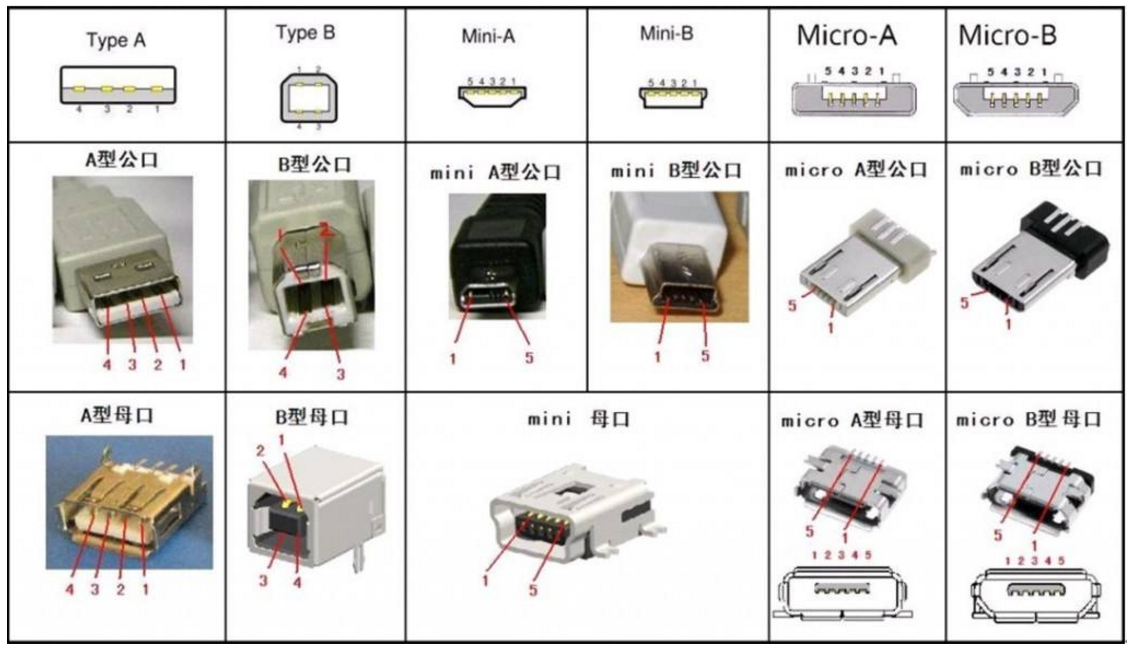 Type A
Type B
Mini-A
Mini-B
Micro-A
Micro-B
4 3 2 1
1 2
4 3
5 4 3 2 1
5 4 3 2 1
5 4 3 2 1
5 4 3 2 1
A型公口
B型公口
mini A型公口
mini B型公口
micro A型公口
micro B型公口
4 3 2 1
1 2
4 3
1 5
1 5
5 1
5 1
A型母口
B型母口
mini 母口
micro A型母口
micro B型母口
4 3 2 1
2 1
3 4
1 5
5 1
1 2 3 4 5
5 1
1 2 3 4 5